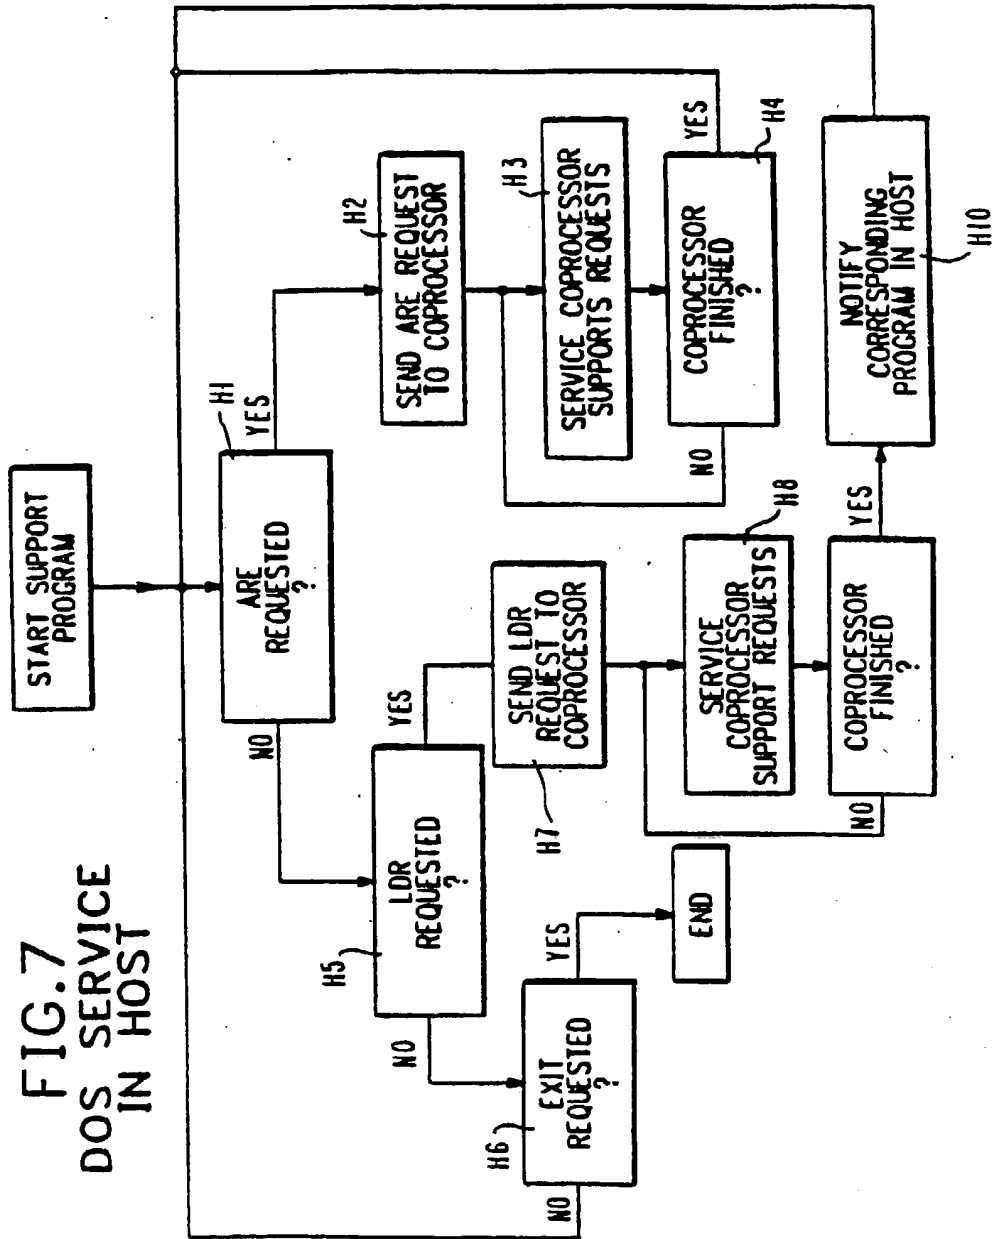 FIG.7
DOS SERVICE
IN HOST
START SUPPORT
PROGRAM
H1
ARE
REQUESTED
?
YES
NO
H2
SEND ARE REQUEST
TO COPROCESSOR
H3
SERVICE COPROCESSOR
SUPPORTS REQUESTS
COPROCESSOR
FINISHED
?
YES
H4
NO
H5
LDR
REQUESTED
?
YES
NO
H7
SEND LDR
REQUEST TO
COPROCESSOR
SERVICE
COPROCESSOR
SUPPORT REQUESTS
H8
COPROCESSOR
FINISHED
?
YES
NO
NOTIFY
CORRESPONDING
PROGRAM IN HOST
H10
H6
EXIT
REQUESTED
?
YES
NO
END